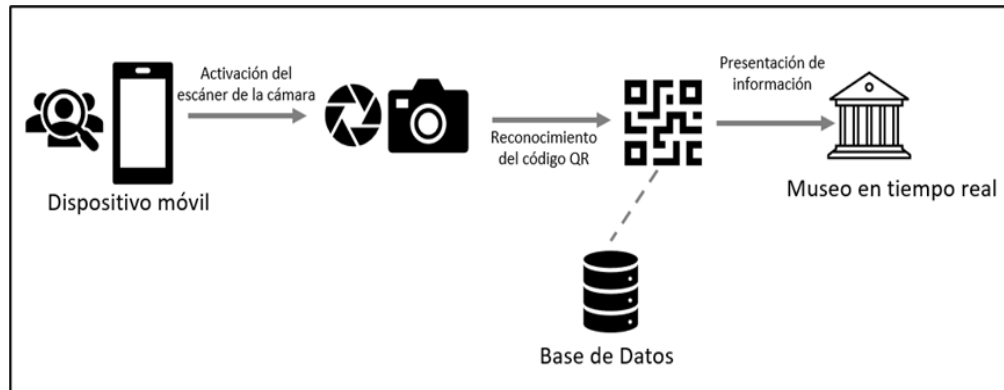 Activación del
escáner de la cámara
Dispositivo móvil
Reconocimiento
del código QR
Presentación de
información
Museo en tiempo real
Base de Datos